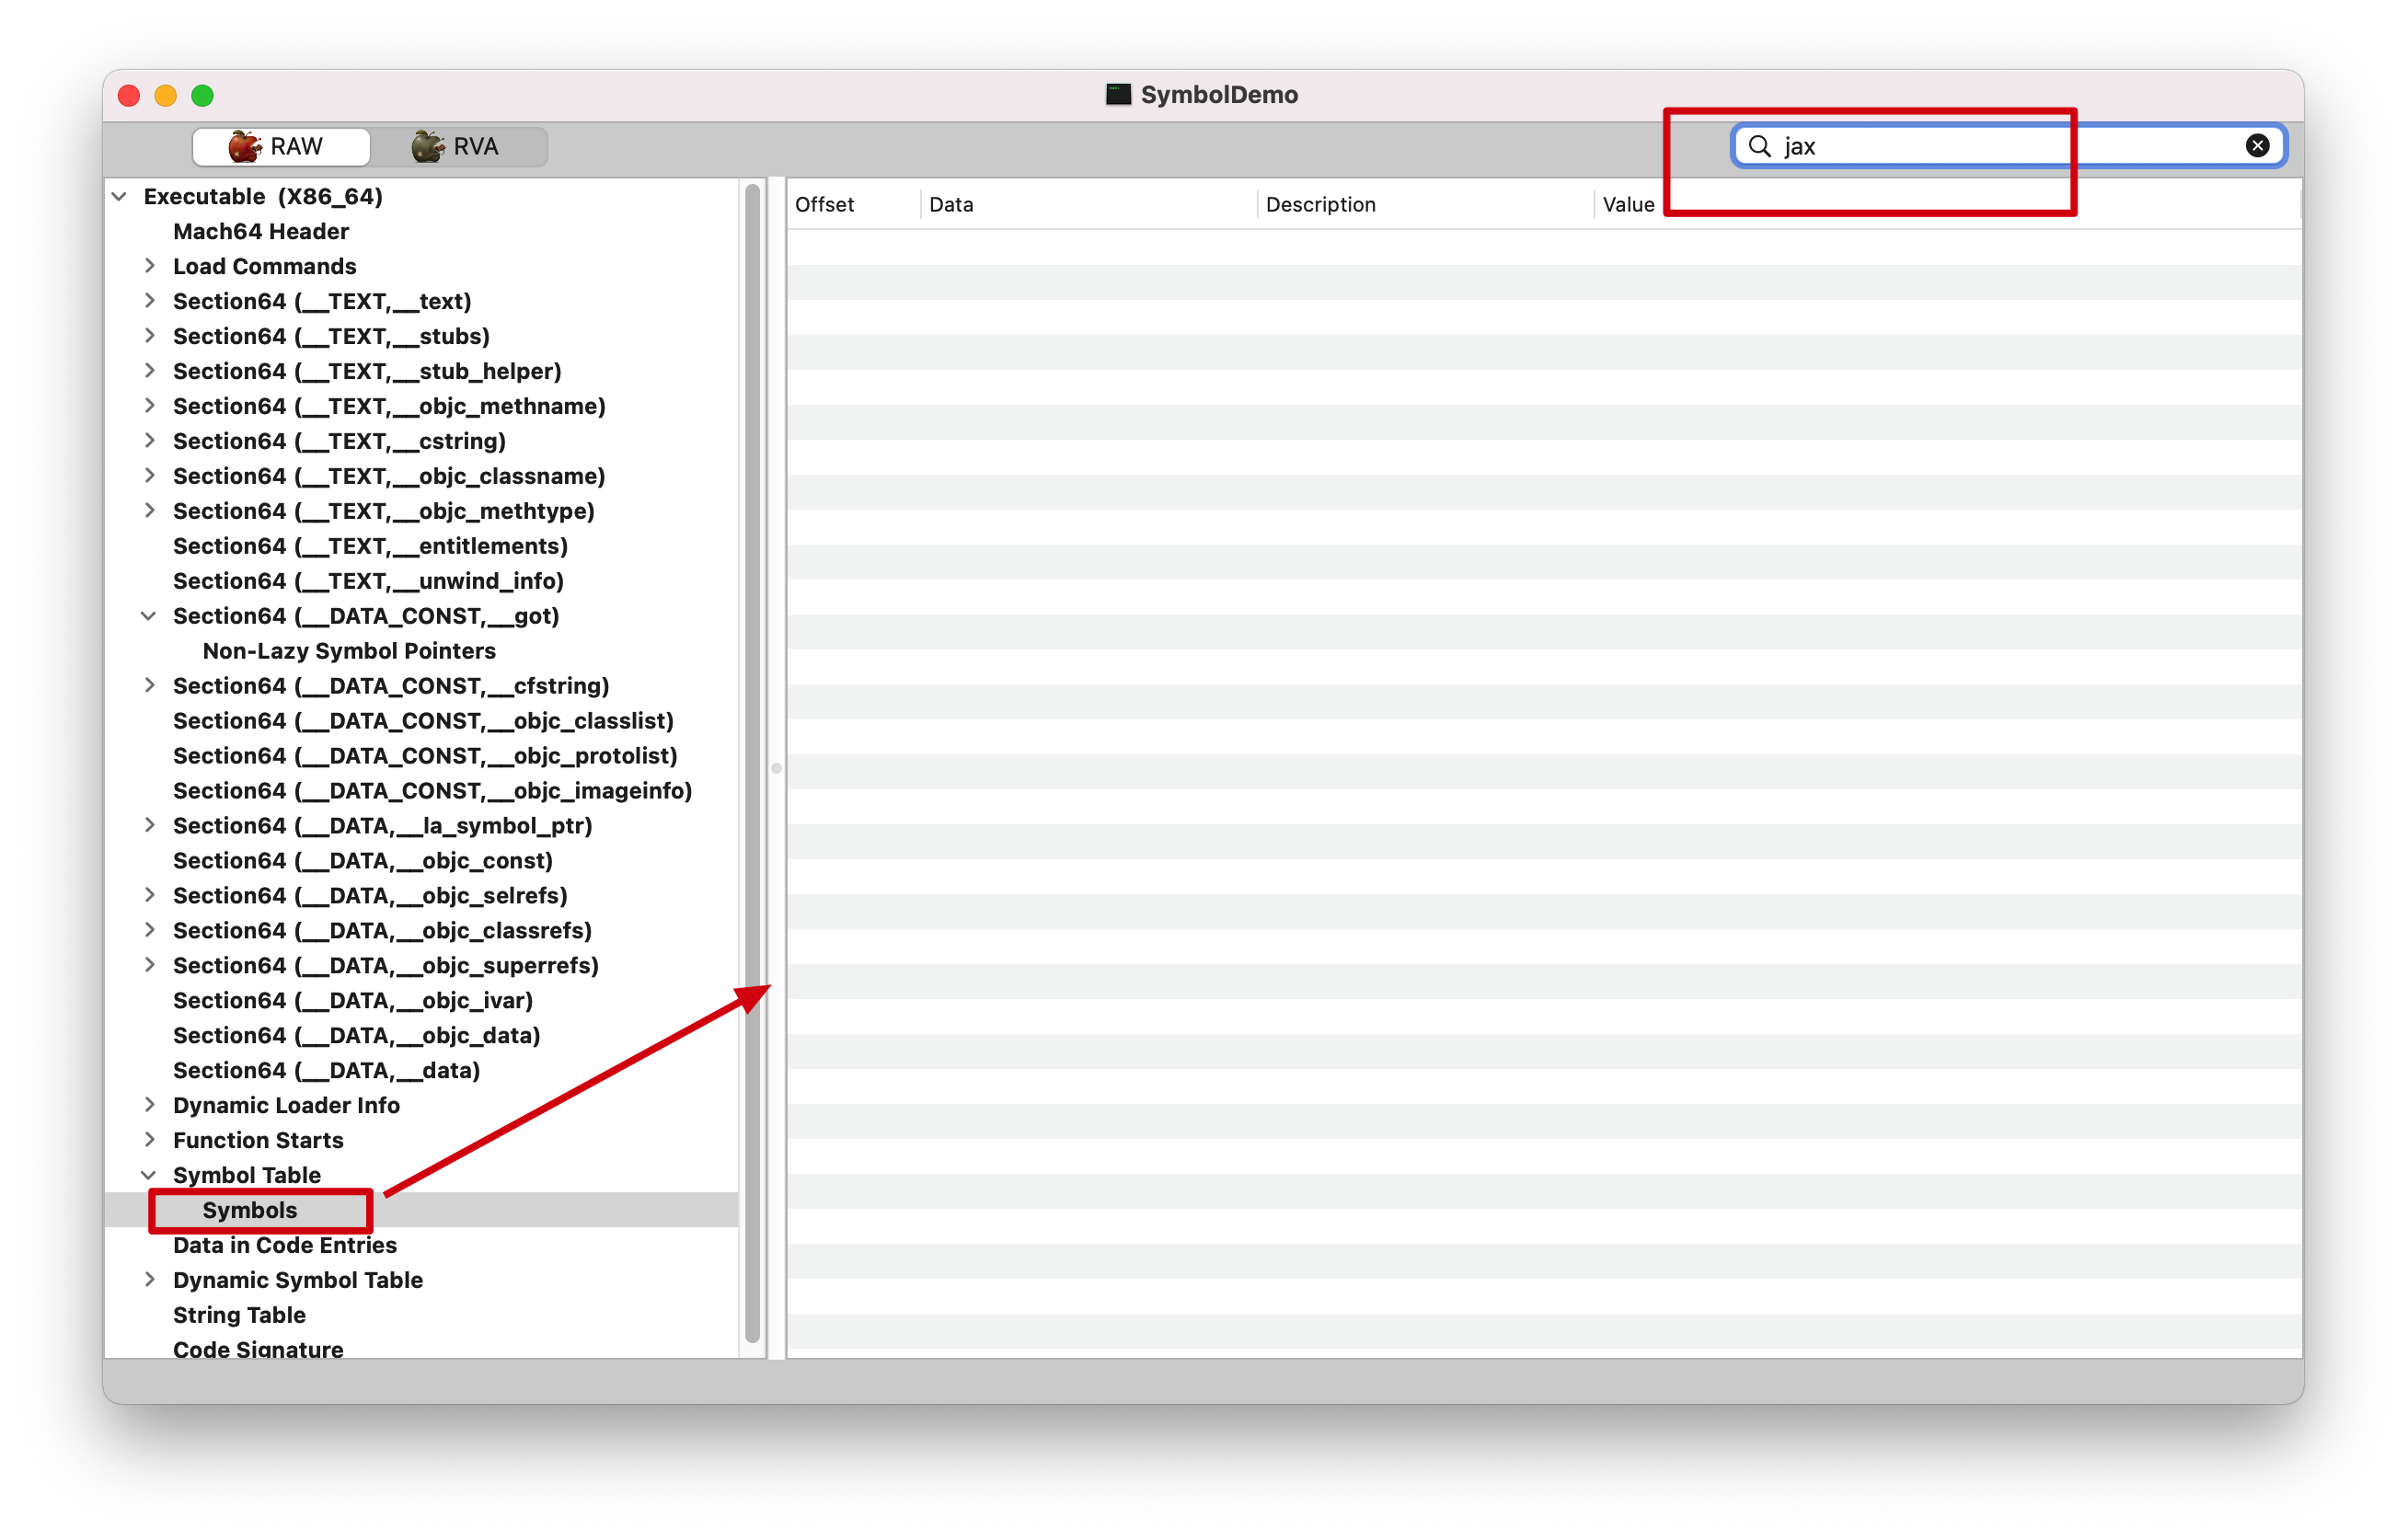 SymbolDemo
RAW RVA
jax
Offset Data Description Value
Executable (X86_64)
Mach64 Header
Load Commands
Section64 (__TEXT,__text)
Section64 (__TEXT,__stubs)
Section64 (__TEXT,__stub_helper)
Section64 (__TEXT,__objc_methname)
Section64 (__TEXT,__cstring)
Section64 (__TEXT,__objc_classname)
Section64 (__TEXT,__objc_methtype)
Section64 (__TEXT,__entitlements)
Section64 (__TEXT,__unwind_info)
Section64 (__DATA_CONST,__got)
Non-Lazy Symbol Pointers
Section64 (__DATA_CONST,__cfstring)
Section64 (__DATA_CONST,__objc_classlist)
Section64 (__DATA_CONST,__objc_protolist)
Section64 (__DATA_CONST,__objc_imageinfo)
Section64 (__DATA,__la_symbol_ptr)
Section64 (__DATA,__objc_const)
Section64 (__DATA,__objc_selrefs)
Section64 (__DATA,__objc_classrefs)
Section64 (__DATA,__objc_superrefs)
Section64 (__DATA,__objc_ivar)
Section64 (__DATA,__objc_data)
Section64 (__DATA,__data)
Dynamic Loader Info
Function Starts
Symbol Table
Symbols
Data in Code Entries
Dynamic Symbol Table
String Table
Code Signature